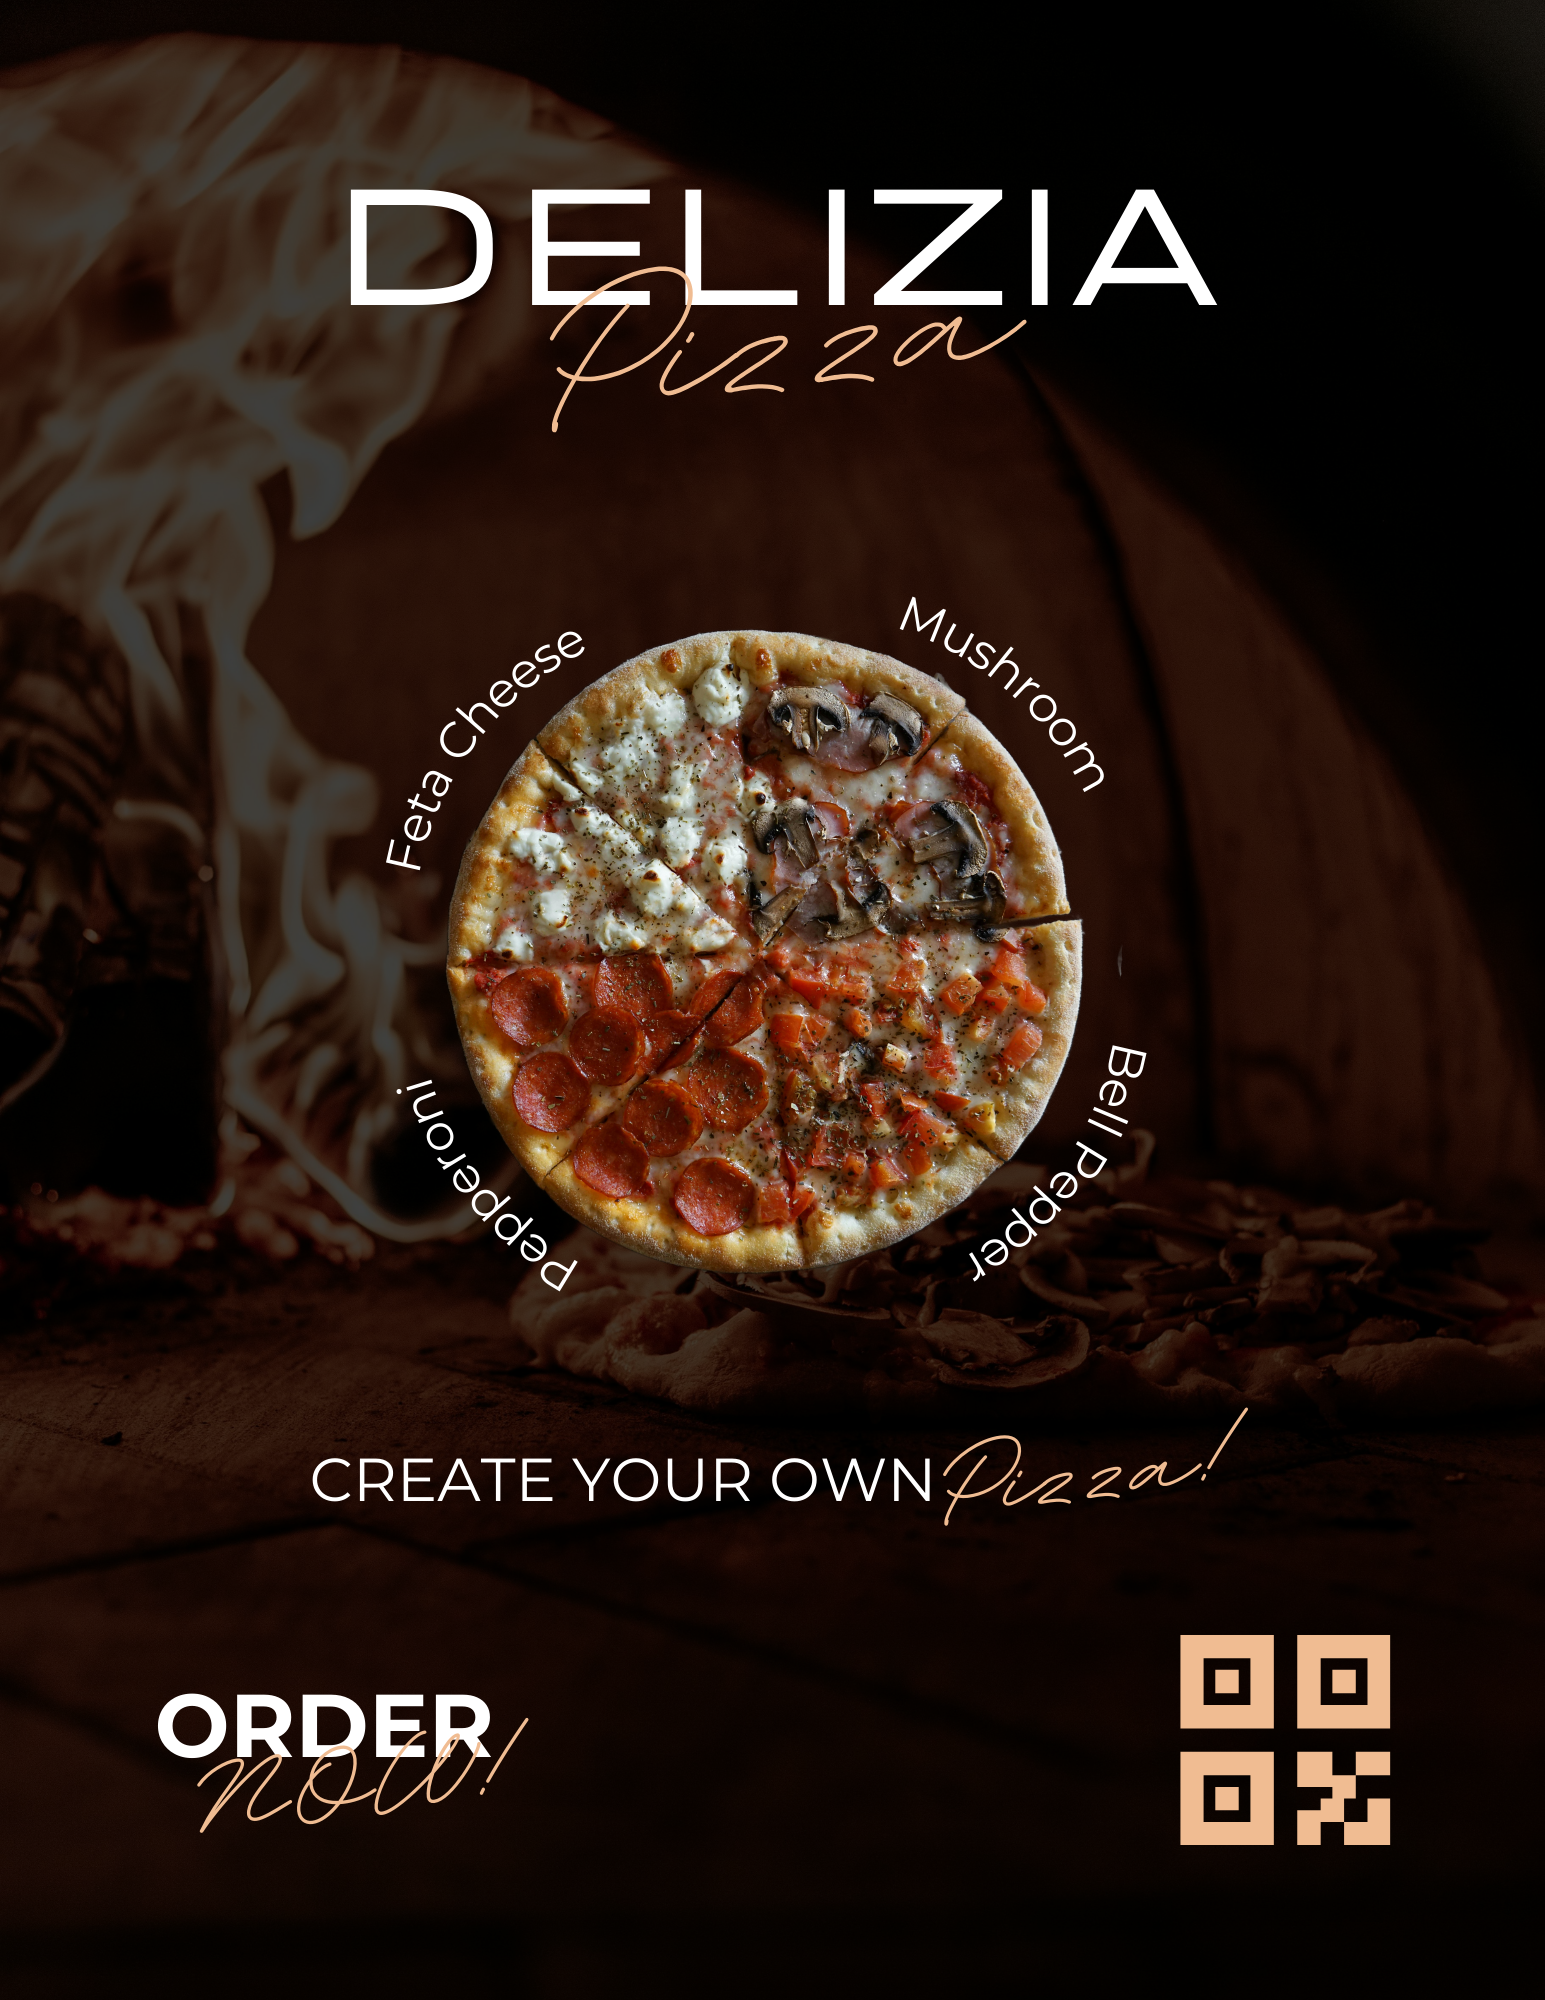 DELIZIA
Pizza
Feta Cheese
Mushroom
Pepperoni
Bell Pepper
CREATE YOUR OWN Pizza!
ORDER
NOW!